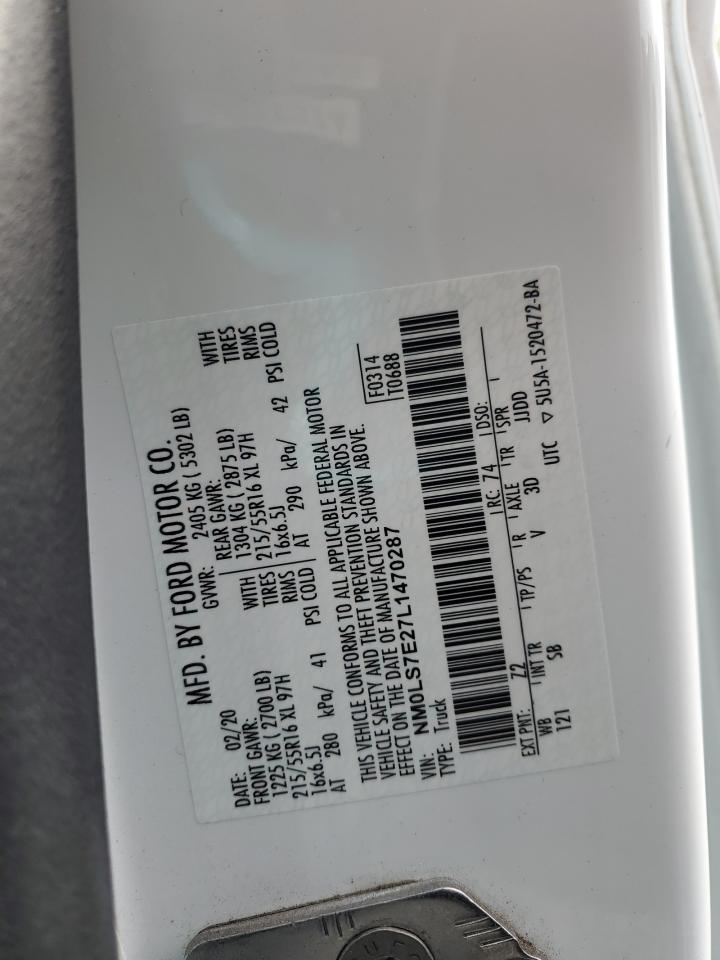 MFD. BY FORD MOTOR CO.
DATE: 02/20 GVWR: 2405 KG ( 5302 LB)
FRONT GAWR: REAR GAWR: WITH
1225 KG ( 2700 LB) WITH 1304 KG ( 2875 LB) TIRES
215/55R16 XL 97H TIRES 215/55R16 XL 97H RIMS
16x6.5J RIMS 16x6.5J
AT 280 kPa/ 41 PSI COLD AT 290 kPa/ 42 PSI COLD
THIS VEHICLE CONFORMS TO ALL APPLICABLE FEDERAL MOTOR
VEHICLE SAFETY AND THEFT PREVENTION STANDARDS IN
EFFECT ON THE DATE OF MANUFACTURE SHOWN ABOVE.
F0314
T0688
VIN: NM0LS7E27L1470287
TYPE: Truck
EXT PNT: Z2 RC: 74 DSO:
WB INT TR TP/PS R AXLE TR SPR
121 SB V 3D JJDD
UTC ▽ 5U5A-1520472-BA